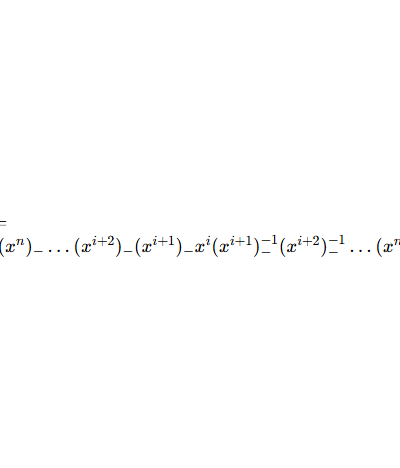 =
(x^n)_- … (x^{i+2})_-(x^{i+1})_-x^i(x^{i+1})_-^{-1}(x^{i+2})_-^{-1} … (x^n